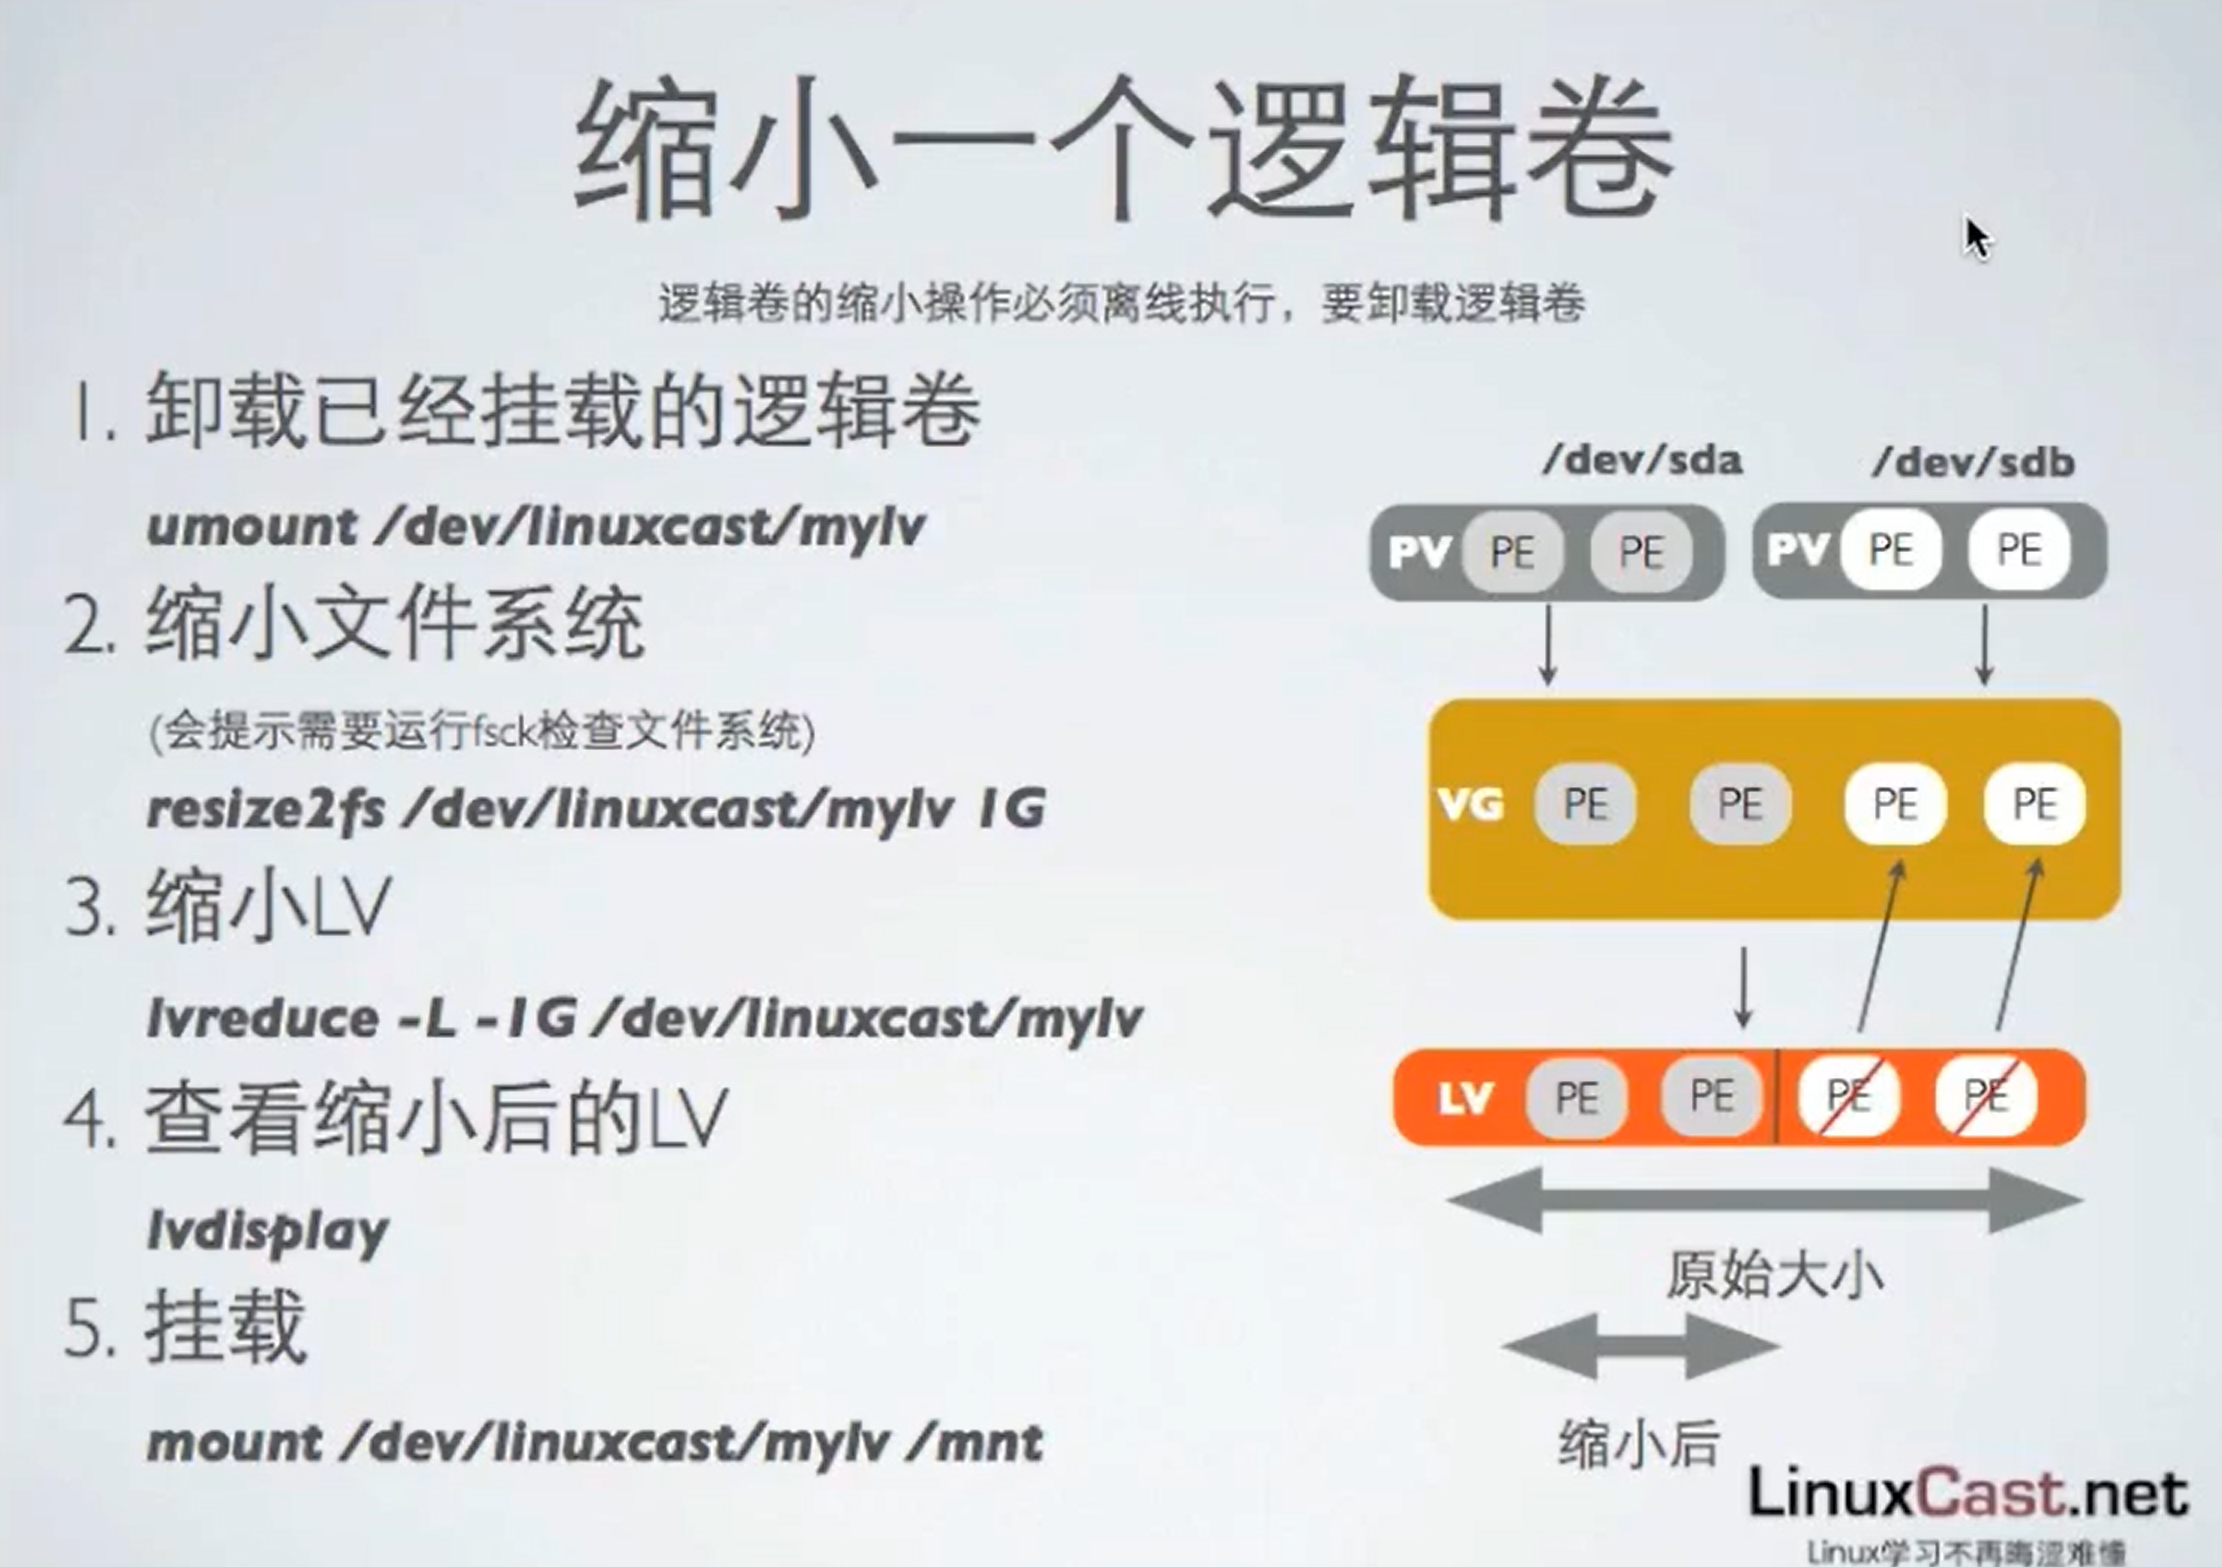 缩小一个逻辑卷
逻辑卷的缩小操作必须离线执行，要卸载逻辑卷
1. 卸载已经挂载的逻辑卷
umount /dev/linuxcast/mylv
2. 缩小文件系统
(会提示需要运行fsck检查文件系统)
resize2fs /dev/linuxcast/mylv 1G
3. 缩小LV
lvreduce -L -1G /dev/linuxcast/mylv
4. 查看缩小后的LV
lvdisplay
5. 挂载
mount /dev/linuxcast/mylv /mnt
/dev/sda /dev/sdb
PV PE PE PV PE PE
VG PE PE PE PE
LV PE PE PE PE
原始大小
缩小后
LinuxCast.net
Linux学习不再晦涩难懂